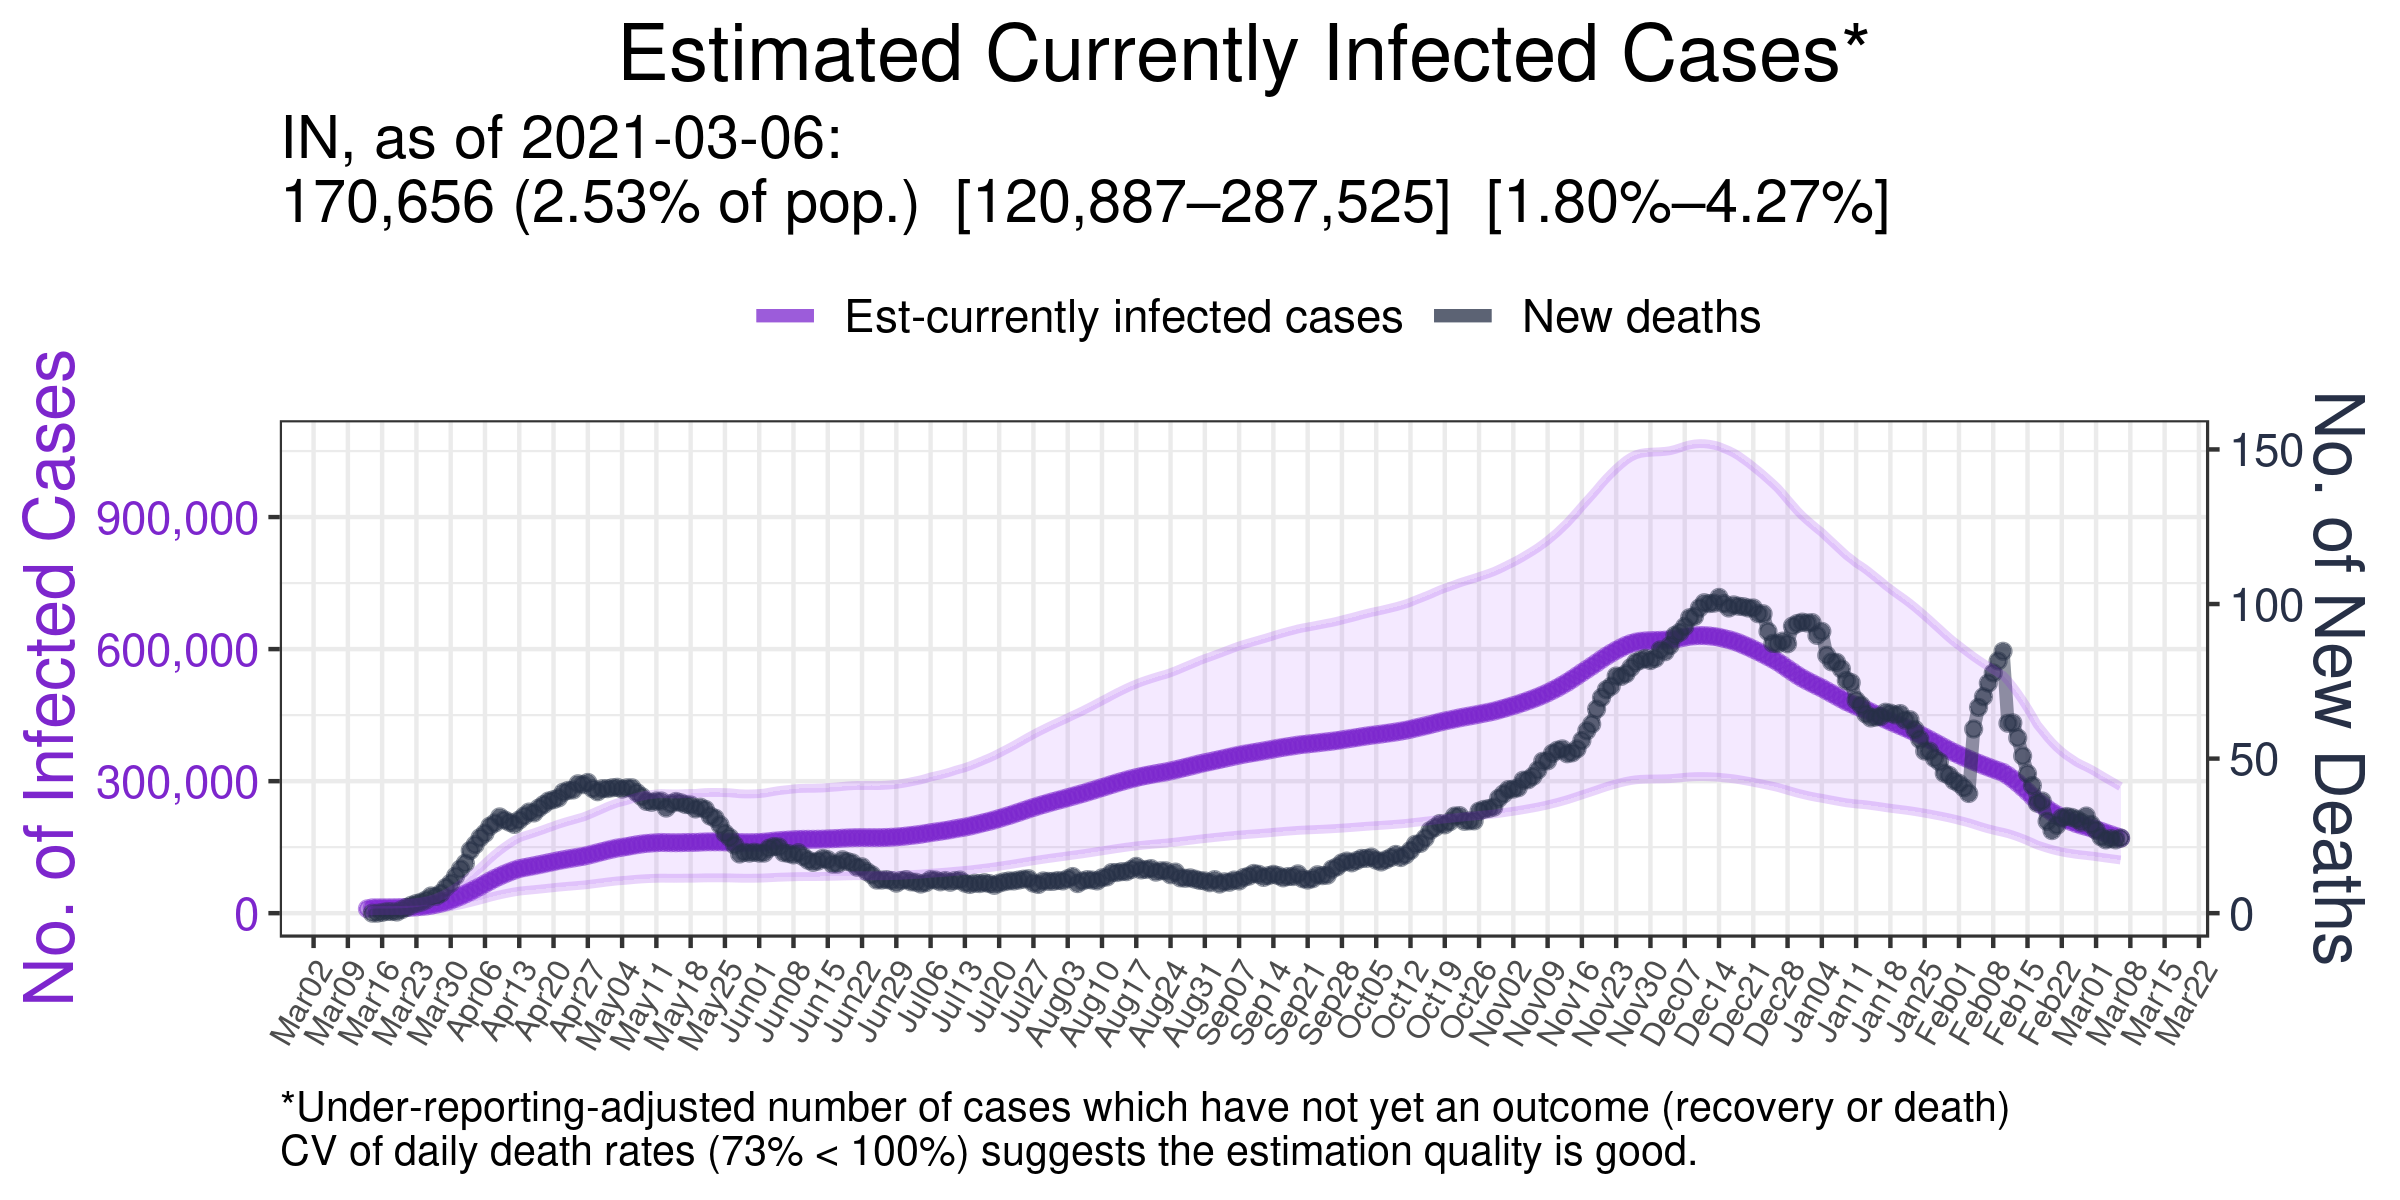 Estimated Currently Infected Cases*
IN, as of 2021-03-06:
170,656 (2.53% of pop.)  [120,887–287,525]  [1.80%–4.27%]
Est-currently infected cases
New deaths
No. of Infected Cases
900,000
600,000
300,000
0
150
100
50
0
No. of New Deaths
Mar02
Mar09
Mar16
Mar23
Mar30
Apr06
Apr13
Apr20
Apr27
May04
May11
May18
May25
Jun01
Jun08
Jun15
Jun22
Jun29
Jul06
Jul13
Jul20
Jul27
Aug03
Aug10
Aug17
Aug24
Aug31
Sep07
Sep14
Sep21
Sep28
Oct05
Oct12
Oct19
Oct26
Nov02
Nov09
Nov16
Nov23
Nov30
Dec07
Dec14
Dec21
Dec28
Jan04
Jan11
Jan18
Jan25
Feb01
Feb08
Feb15
Feb22
Mar01
Mar08
Mar15
Mar22
*Under-reporting-adjusted number of cases which have not yet an outcome (recovery or death)
CV of daily death rates (73% < 100%) suggests the estimation quality is good.